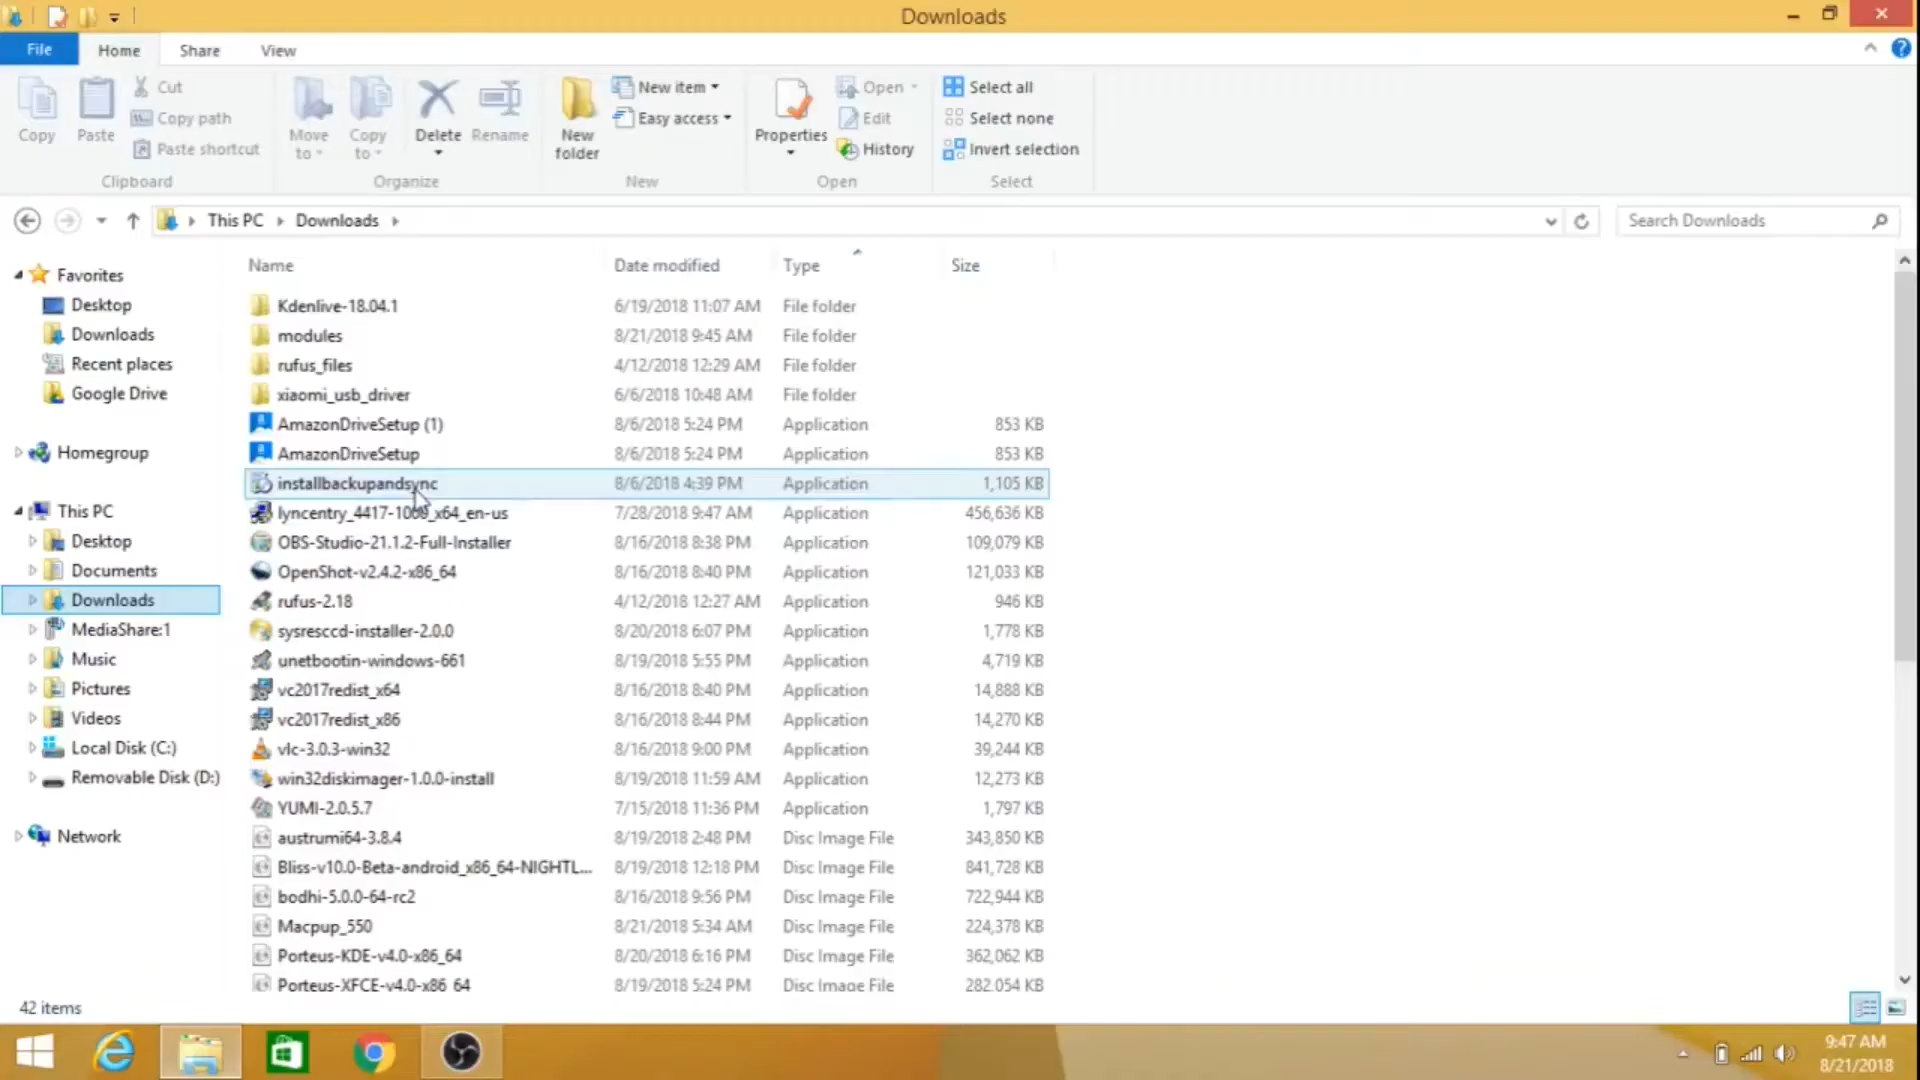 Downloads
File Home Share View
Copy
Paste
Cut
Copy path
Paste shortcut
Clipboard
Move to
Copy to
Delete
Rename
Organize
New folder
New item
Easy access
New
Properties
Open
Edit
History
Open
Select all
Select none
Invert selection
Select
This PC Downloads
Search Downloads
Favorites
Desktop
Downloads
Recent places
Google Drive
Homegroup
This PC
Desktop
Documents
Downloads
MediaShare:1
Music
Pictures
Videos
Local Disk (C:)
Removable Disk (D:)
Network
Name Date modified Type Size
Kdenlive-18.04.1 6/19/2018 11:07 AM File folder
modules 8/21/2018 9:45 AM File folder
rufus_files 4/12/2018 12:29 AM File folder
xiaomi_usb_driver 6/6/2018 10:48 AM File folder
AmazonDriveSetup (1) 8/6/2018 5:24 PM Application 853 KB
AmazonDriveSetup 8/6/2018 5:24 PM Application 853 KB
installbackupandsync 8/6/2018 4:39 PM Application 1,105 KB
7/28/2018 9:47 AM Application 456,636 KB
OBS-Studio-21.1.2-Full-Installer 8/16/2018 8:38 PM Application 109,079 KB
OpenShot-v2.4.2-x86_64 8/16/2018 8:40 PM Application 121,033 KB
rufus-2.18 4/12/2018 12:27 AM Application 946 KB
sysresccd-installer-2.0.0 8/20/2018 6:07 PM Application 1,778 KB
unetbootin-windows-661 8/19/2018 5:55 PM Application 4,719 KB
vc2017redist_x64 8/16/2018 8:40 PM Application 14,888 KB
vc2017redist_x86 8/16/2018 8:44 PM Application 14,270 KB
vlc-3.0.3-win32 8/16/2018 9:00 PM Application 39,244 KB
win32diskimager-1.0.0-install 8/19/2018 11:59 AM Application 12,273 KB
YUMI-2.0.5.7 7/15/2018 11:36 PM Application 1,797 KB
austrumi64-3.8.4 8/19/2018 2:48 PM Disc Image File 343,850 KB
Bliss-v10.0-Beta-android_x86_64-NIGHTL... 8/19/2018 12:18 PM Disc Image File 841,728 KB
bodhi-5.0.0-64-rc2 8/16/2018 9:56 PM Disc Image File 722,944 KB
Macpup_550 8/21/2018 5:34 AM Disc Image File 224,378 KB
Porteus-KDE-v4.0-x86_64 8/20/2018 6:16 PM Disc Image File 362,062 KB
Porteus-XFCE-v4.0-x86_64 8/19/2018 5:24 PM Disc Image File 282,054 KB
42 items
9:47 AM
8/21/2018